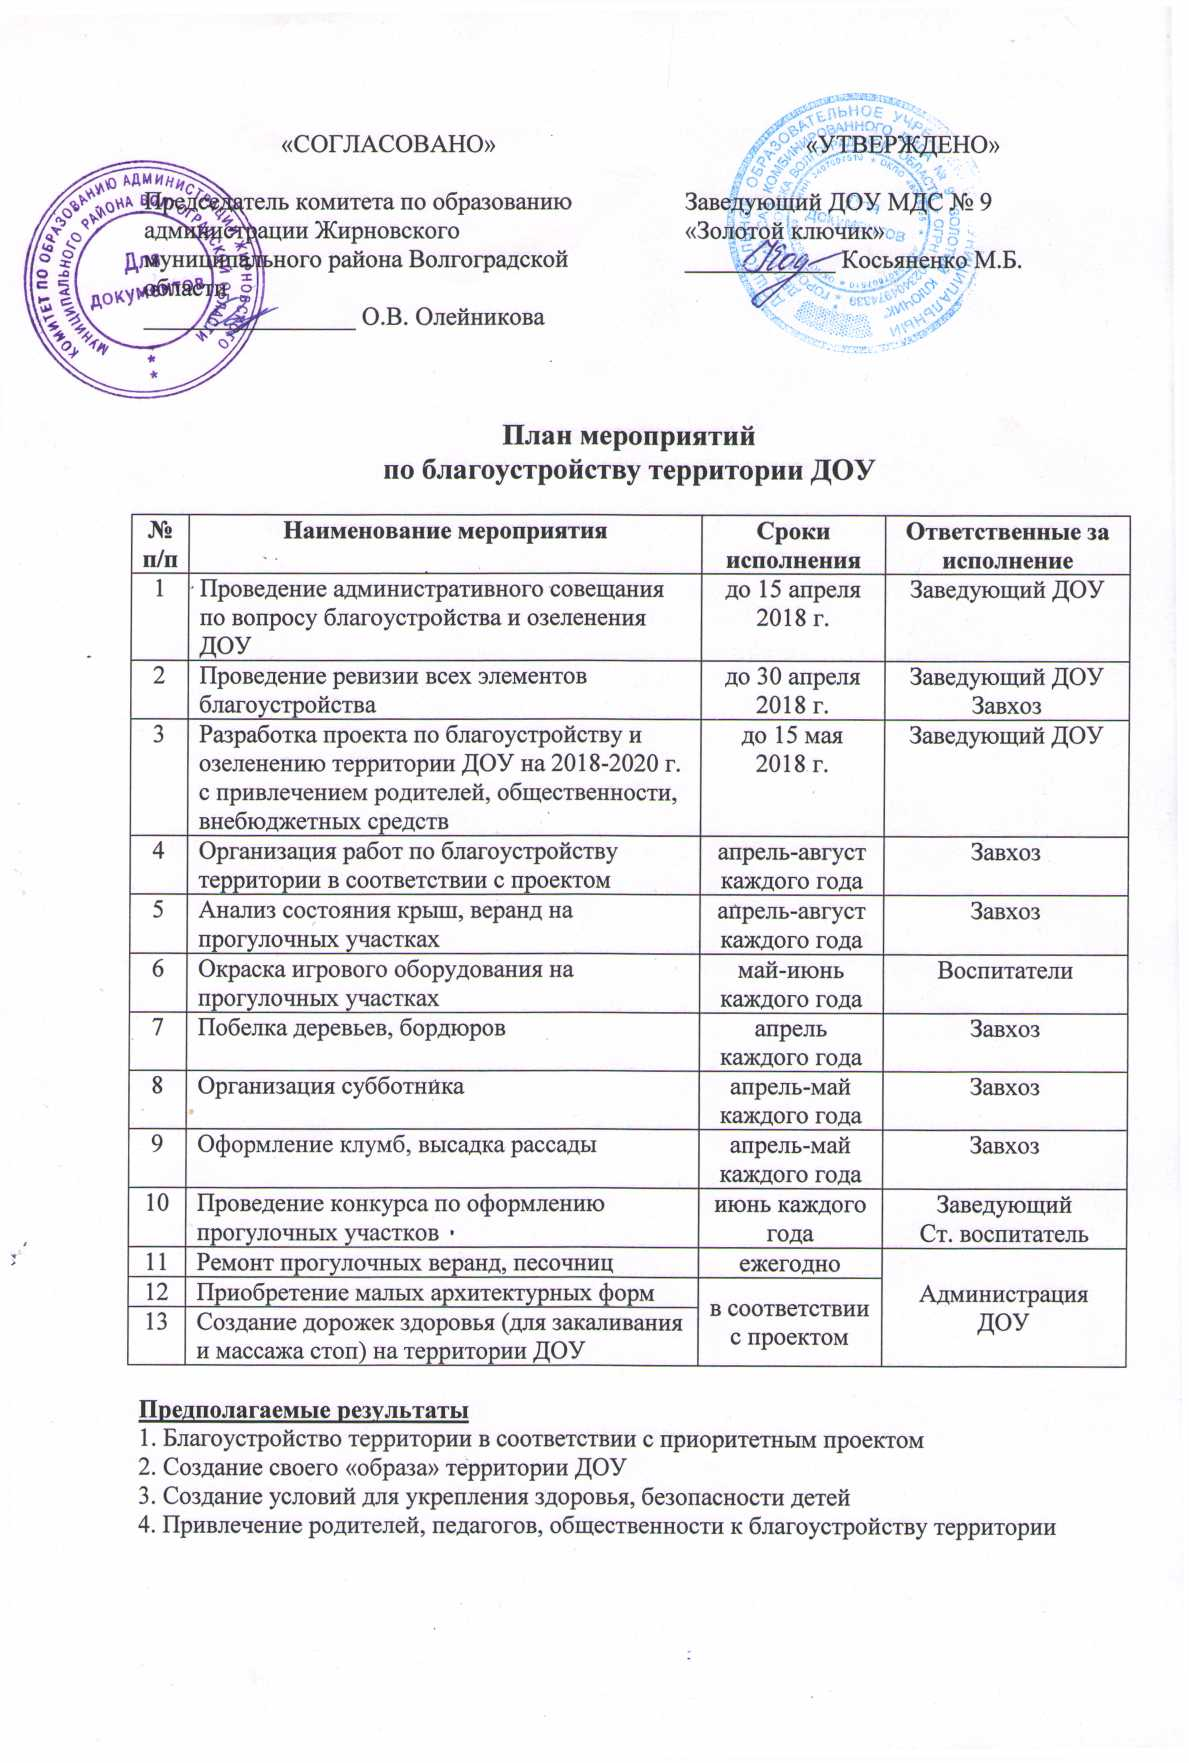 «СОГЛАСОВАНО»
Председатель комитета по образованию
администрации Жирновского
муниципального района Волгоградской
области
О.В. Олейникова
«УТВЕРЖДЕНО»
Заведующий ДОУ МДС № 9
«Золотой ключик»
Косьяненко М.Б.
КОМИТЕТ ПО ОБРАЗОВАНИЮ АДМИНИСТРАЦИИ ЖИРНОВСКОГО
МУНИЦИПАЛЬНОГО РАЙОНА ВОЛГОГРАДСКОЙ ОБЛАСТИ
Для
документов
План мероприятий
по благоустройству территории ДОУ
№ п/п Наименование мероприятия Сроки исполнения Ответственные за исполнение
1 Проведение административного совещания до 15 апреля Заведующий ДОУ
по вопросу благоустройства и озеленения 2018 г.
ДОУ
2 Проведение ревизии всех элементов до 30 апреля Заведующий ДОУ
благоустройства 2018 г. Завхоз
3 Разработка проекта по благоустройству и до 15 мая Заведующий ДОУ
озеленению территории ДОУ на 2018-2020 г. 2018 г.
с привлечением родителей, общественности,
внебюджетных средств
4 Организация работ по благоустройству апрель-август Завхоз
территории в соответствии с проектом каждого года
5 Анализ состояния крыш, веранд на апрель-август Завхоз
прогулочных участках каждого года
6 Окраска игрового оборудования на май-июнь Воспитатели
прогулочных участках каждого года
7 Побелка деревьев, бордюров апрель Завхоз
каждого года
8 Организация субботника апрель-май Завхоз
каждого года
9 Оформление клумб, высадка рассады апрель-май Завхоз
каждого года
10 Проведение конкурса по оформлению июнь каждого Заведующий
прогулочных участков года Ст. воспитатель
11 Ремонт прогулочных веранд, песочниц ежегодно
12 Приобретение малых архитектурных форм в соответствии Администрация
13 Создание дорожек здоровья (для закаливания с проектом ДОУ
и массажа стоп) на территории ДОУ
Предполагаемые результаты
1. Благоустройство территории в соответствии с приоритетным проектом
2. Создание своего «образа» территории ДОУ
3. Создание условий для укрепления здоровья, безопасности детей
4. Привлечение родителей, педагогов, общественности к благоустройству территории